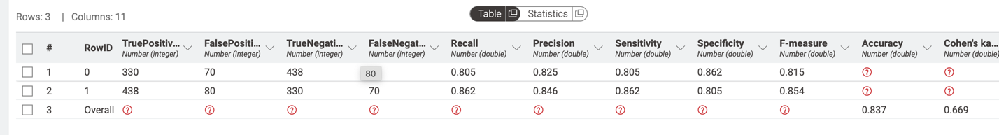 Rows: 3 | Columns: 11
Table Statistics
# RowID TruePositiv... FalsePositi... TrueNegati... FalseNegat... Recall Precision Sensitivity Specificity F-measure Accuracy Cohen's ka...
Number (integer) Number (integer) Number (integer) Number (integer) Number (double) Number (double) Number (double) Number (double) Number (double) Number (double) Number (double)
1 0 330 70 438 80 0.805 0.825 0.805 0.862 0.815 ? ?
2 1 438 80 330 70 0.862 0.846 0.862 0.805 0.854 ? ?
3 Overall ? ? ? ? ? ? ? ? ? 0.837 0.669